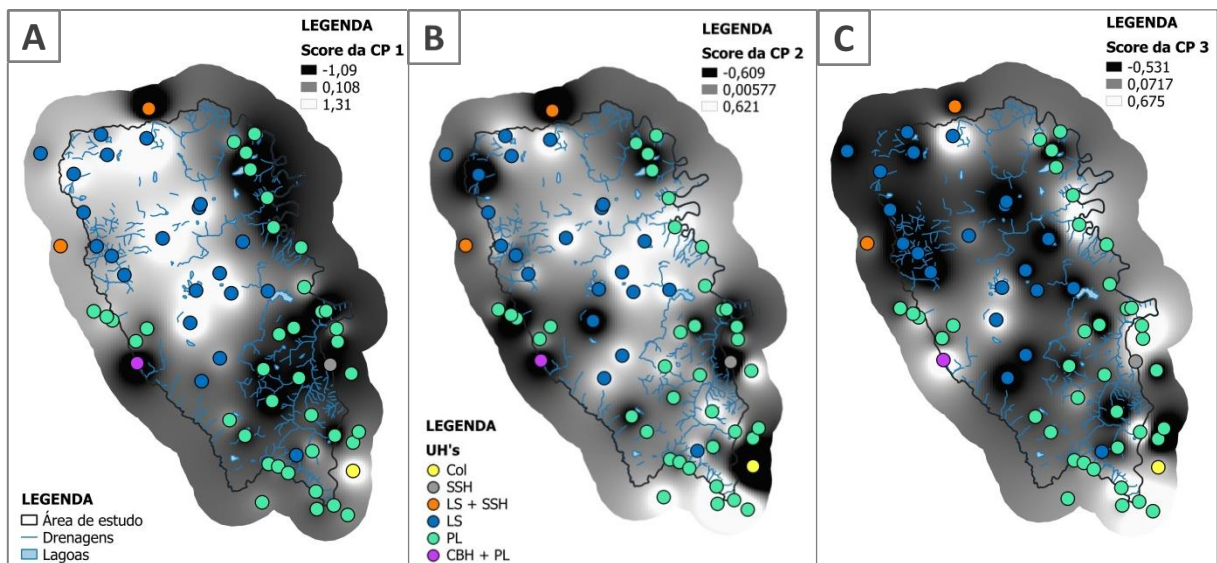 A
LEGENDA
Score da CP 1
-1,09
0,108
1,31
LEGENDA
Área de estudo
Drenagens
Lagoas
B
LEGENDA
Score da CP 2
-0,609
0,00577
0,621
LEGENDA
UH's
Col
SSH
LS + SSH
LS
PL
CBH + PL
C
LEGENDA
Score da CP 3
-0,531
0,0717
0,675